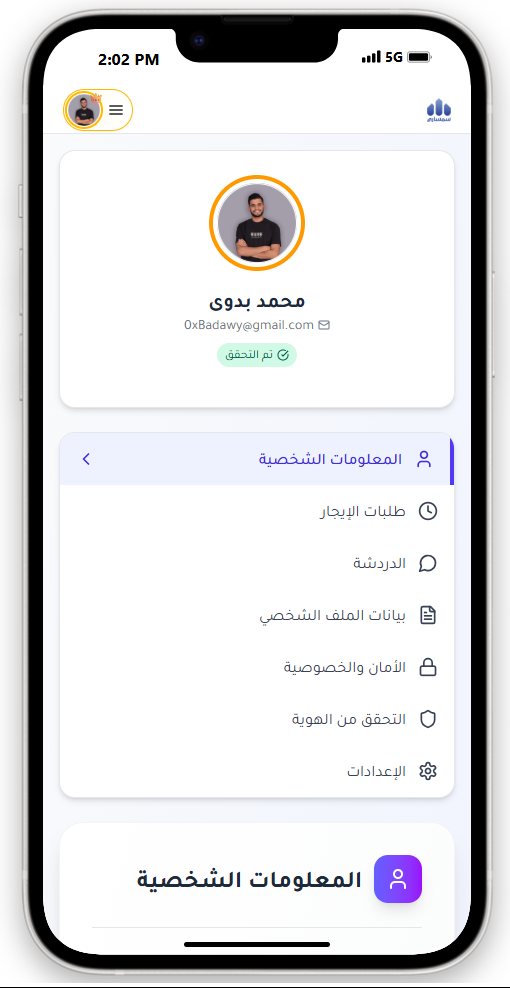 2:02 PM
5G
سمسارم
محمد بدوى
0xBadawy@gmail.com
تم التحقق
المعلومات الشخصية
طلبات الإيجار
الدردشة
بيانات الملف الشخصي
الأمان والخصوصية
التحقق من الهوية
الإعدادات
المعلومات الشخصية